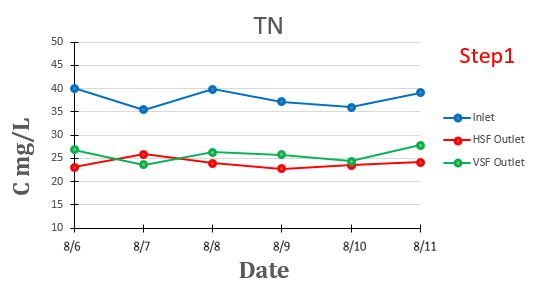 TN
Step1
50
45
40
35
30
25
20
15
10
C mg/L
8/6 8/7 8/8 8/9 8/10 8/11
Date
Inlet
HSF Outlet
VSF Outlet